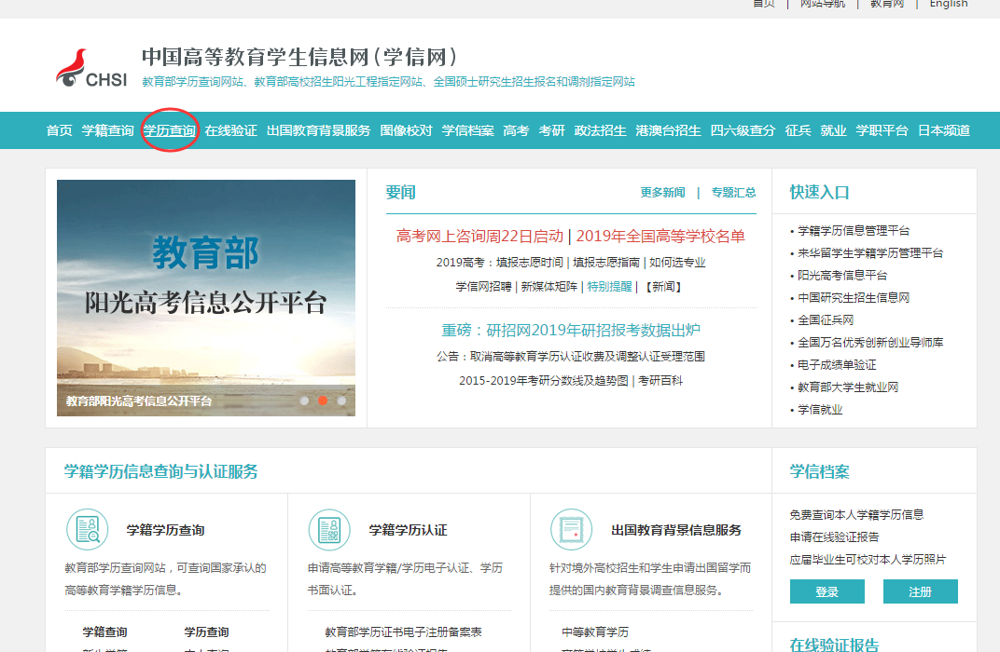 首页 | 网站导航 | 教育网 | English
CHSI
中国高等教育学生信息网(学信网)
教育部学历查询网站、教育部高校招生阳光工程指定网站、全国硕士研究生招生报名和调剂指定网站
首页 学籍查询 学历查询 在线验证 出国教育背景服务 图像校对 学信档案 高考 考研 政法招生 港澳台招生 四六级查分 征兵 就业 学职平台 日本频道
教育部
阳光高考信息公开平台
教育部阳光高考信息公开平台
要闻
更多新闻 | 专题汇总
高考网上咨询周22日启动 | 2019年全国高等学校名单
2019高考：填报志愿时间 | 填报志愿指南 | 如何选专业
学信网招聘 | 新媒体矩阵 | 特别提醒 | 【新闻】
重磅：研招网2019年研招报考数据出炉
公告：取消高等教育学历认证收费及调整认证受理范围
2015-2019年考研分数线及趋势图 | 考研百科
快速入口
• 学籍学历信息管理平台
• 来华留学生学籍学历管理平台
• 阳光高考信息平台
• 中国研究生招生信息网
• 全国征兵网
• 全国万名优秀创新创业导师库
• 电子成绩单验证
• 教育部大学生就业网
• 学信就业
学籍学历信息查询与认证服务
学籍学历查询
教育部学历查询网站，可查询国家承认的
高等教育学籍学历信息。
学籍查询 学历查询
新生学籍 本人查询
学籍学历认证
申请高等教育学籍/学历电子认证、学历
书面认证。
教育部学历证书电子注册备案表
教育部学籍在线验证报告
出国教育背景信息服务
针对境外高校招生和学生申请出国留学而
提供的国内教育背景调查信息服务。
中等教育学历
高等学校学生成绩
学信档案
免费查询本人学籍学历信息
申请在线验证报告
应届毕业生可校对本人学历照片
登录 注册
在线验证报告